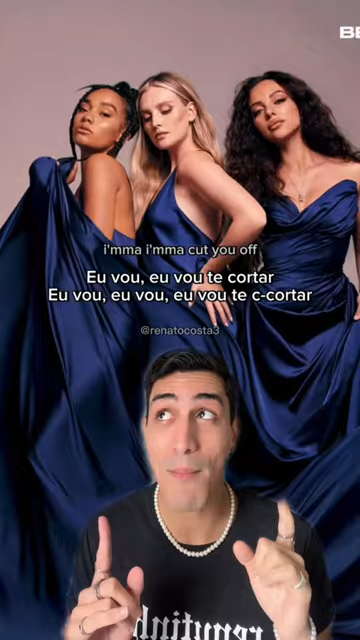 BE
i'mma i'mma cut you off
Eu vou, eu vou te cortar
Eu vou, eu vou, eu vou te c-cortar
@renatocosta3